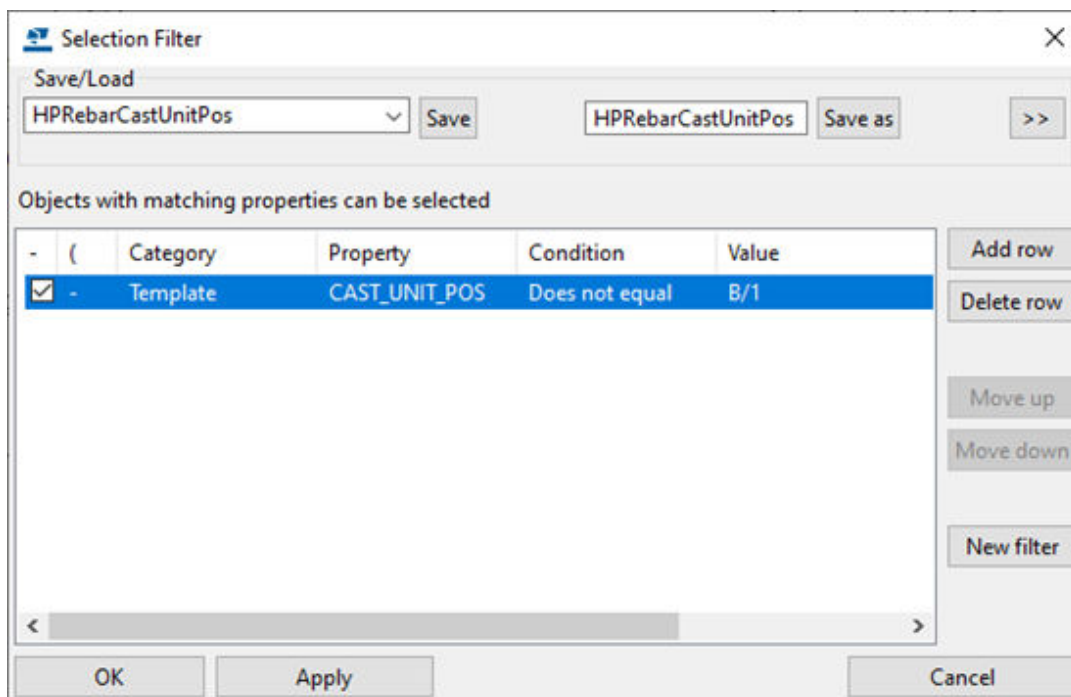 Selection Filter
Save/Load
HPRebarCastUnitPos Save HPRebarCastUnitPos Save as >>
Objects with matching properties can be selected
- ( Category Property Condition Value Add row
- Template CAST_UNIT_POS Does not equal B/1
Delete row
Move up
Move down
New filter
OK Apply Cancel